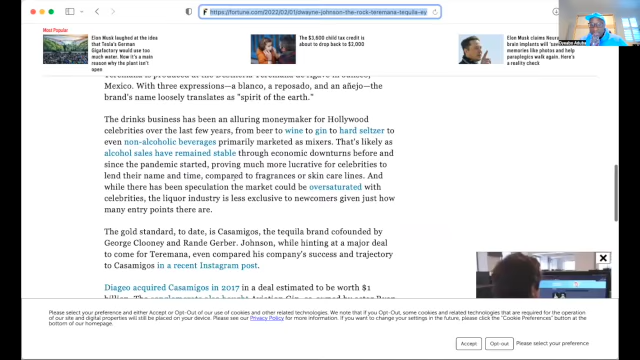 https://fortune.com/2022/02/01/dwayne-johnson-the-rock-teremana-tequila-ey
Most Popular
Elon Musk laughed at the idea
that Tesla's German
Gigafactory would use too
much water. Now it's a main
reason why the plant isn't
open.
The $3,600 child tax credit is
about to drop back to $2,000
Elon Musk claims Neura
brain implants will 'save
memories like photos and
help paraplegics walk again.
Here's a reality check
Mexico. With three expressions—a blanco, a reposado, and an añejo—the
brand's name loosely translates as "spirit of the earth."
The drinks business has been an alluring moneymaker for Hollywood
celebrities over the last few years, from beer to wine to gin to hard seltzer to
even non-alcoholic beverages primarily marketed as mixers. That's likely as
alcohol sales have remained stable through economic downturns before and
since the pandemic started, proving much more lucrative for celebrities to
lend their name and time, compared to fragrances or skin care lines. And
while there has been speculation the market could be oversaturated with
celebrities, the liquor industry is less exclusive to newcomers given just how
many entry points there are.
The gold standard, to date, is Casamigos, the tequila brand cofounded by
George Clooney and Rande Gerber. Johnson, while hinting at a major deal
to come for Teremana, even compared his company's success and trajectory
to Casamigos in a recent Instagram post.
Diageo acquired Casamigos in 2017 in a deal estimated to be worth $1
Please select your preference and either Accept or Opt-Out of our use of cookies and other related technologies. We note that if you Opt-Out, some cookies and related technologies that are required for the operation
of our site and digital properties will still be placed on your device. Please see our Privacy Policy for more information. If you want to change your settings in the future, please click the "Cookie Preferences" button at the
bottom of our homepage.
Accept
Opt-out
Please select your preference